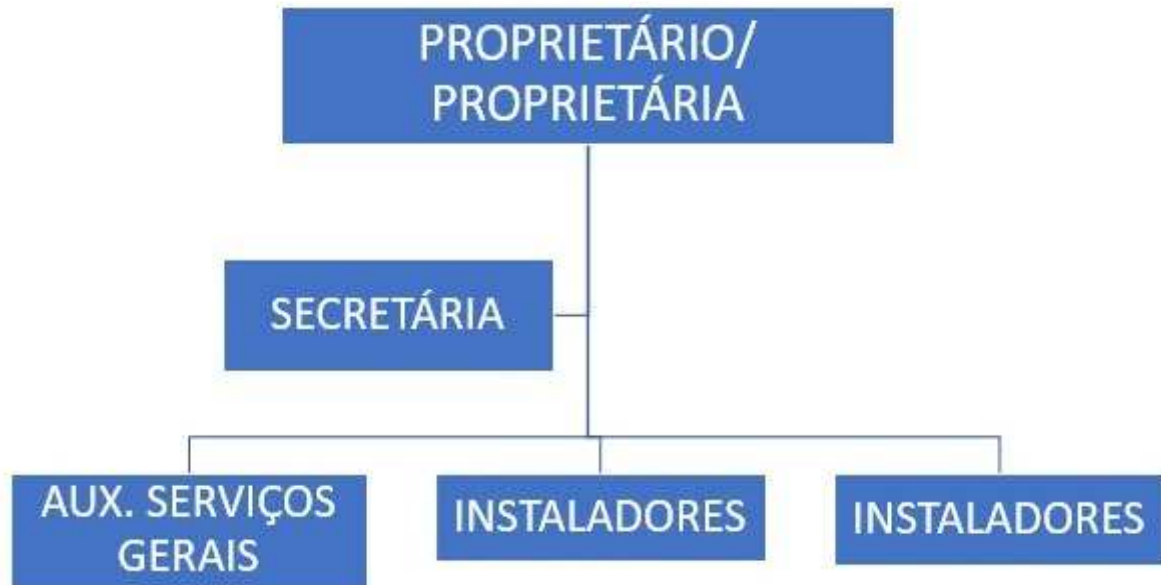 PROPRIETÁRIO/
PROPRIETÁRIA
SECRETÁRIA
AUX. SERVIÇOS
GERAIS
INSTALADORES
INSTALADORES